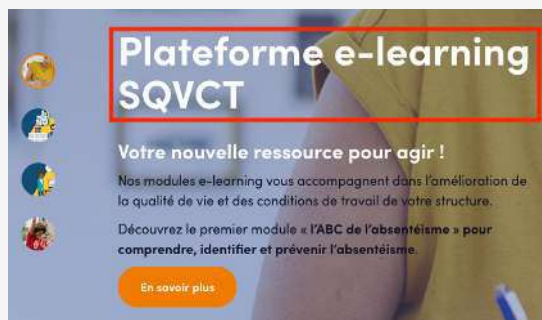 Plateforme e-learning
SQVCT
Votre nouvelle ressource pour agir !
Nos modules e-learning vous accompagnent dans l'amélioration de
la qualité de vie et des conditions de travail de votre structure.
Découvrez le premier module « l'ABC de l'absentéisme » pour
comprendre, identifier et prévenir l'absentéisme.
En savoir plus